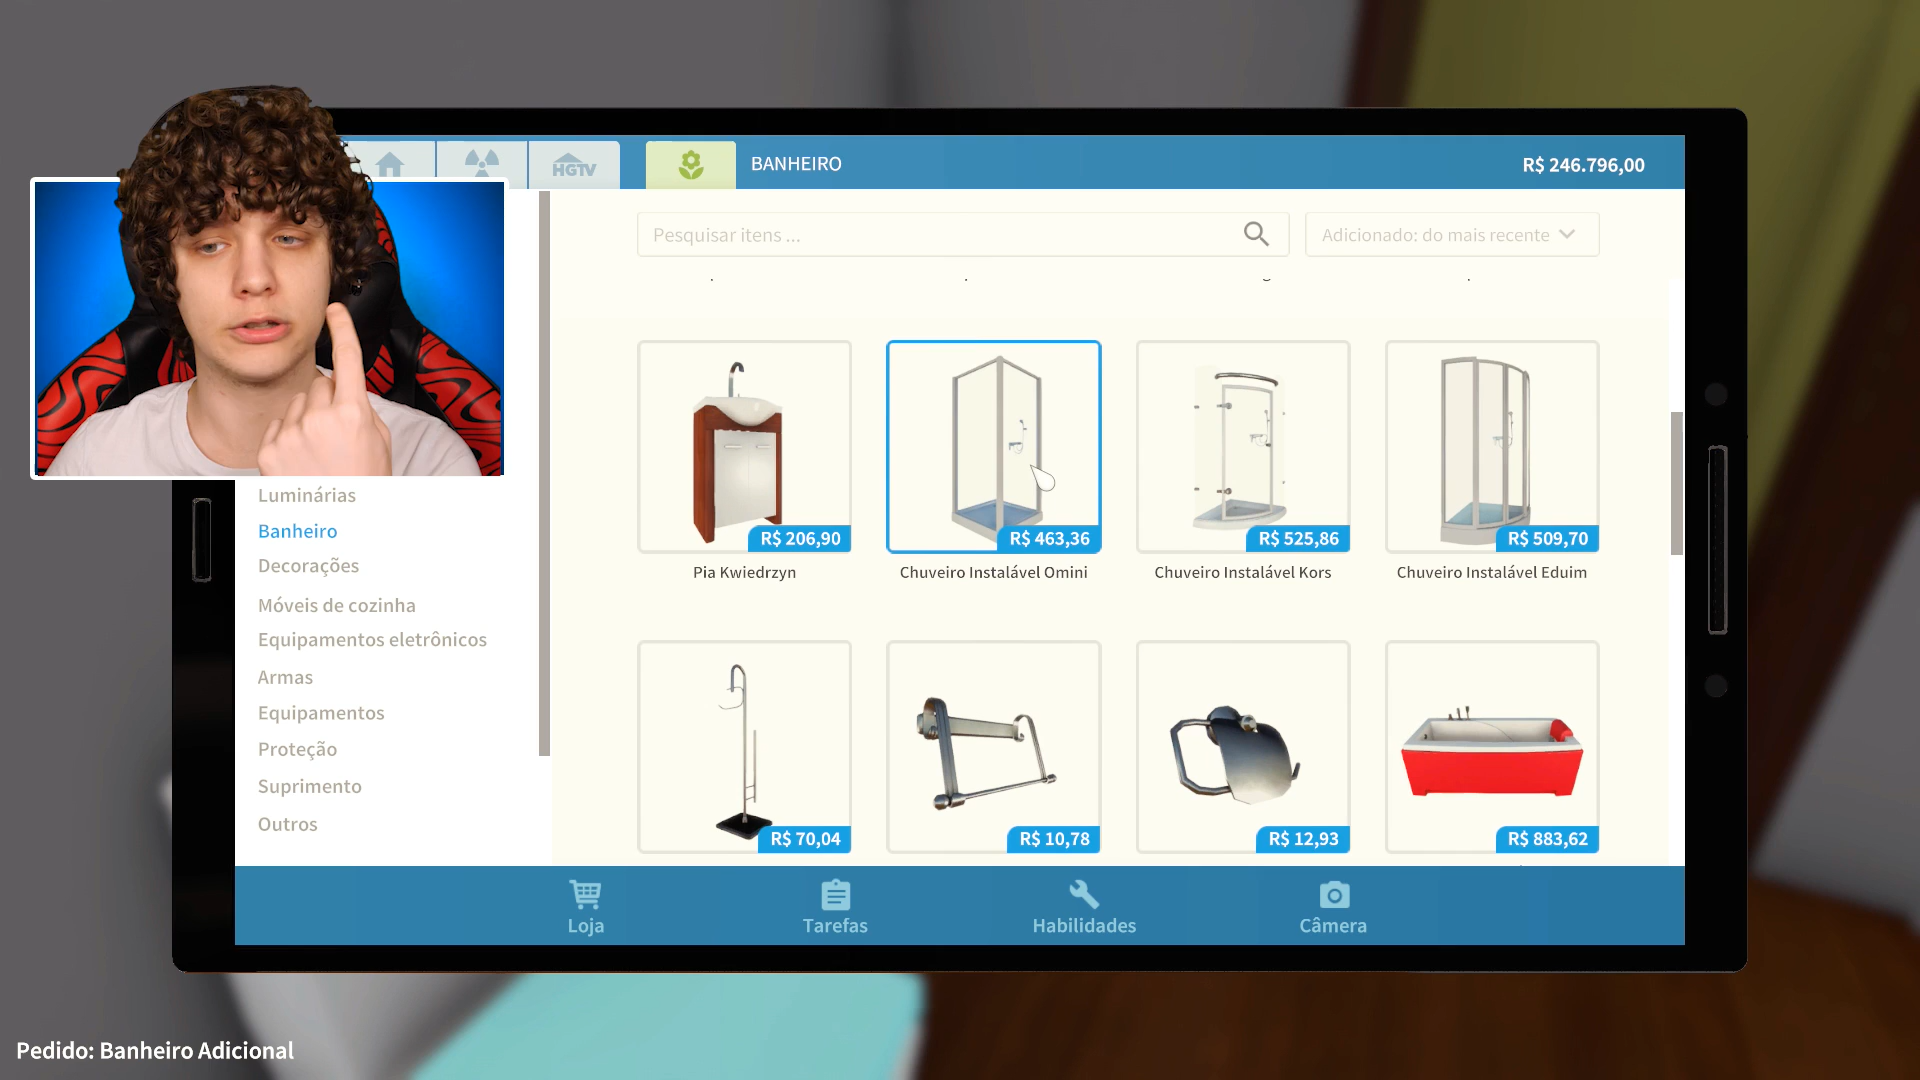 HGTV
BANHEIRO
R$ 246.796,00
Pesquisar itens ...
Adicionado: do mais recente
Luminárias
Banheiro
Decorações
Móveis de cozinha
Equipamentos eletrônicos
Armas
Equipamentos
Proteção
Suprimento
Outros
R$ 206,90
R$ 463,36
R$ 525,86
R$ 509,70
Pia Kwiedrzyn
Chuveiro Instalável Omini
Chuveiro Instalável Kors
Chuveiro Instalável Eduim
R$ 70,04
R$ 10,78
R$ 12,93
R$ 883,62
Loja
Tarefas
Habilidades
Câmera
Pedido: Banheiro Adicional